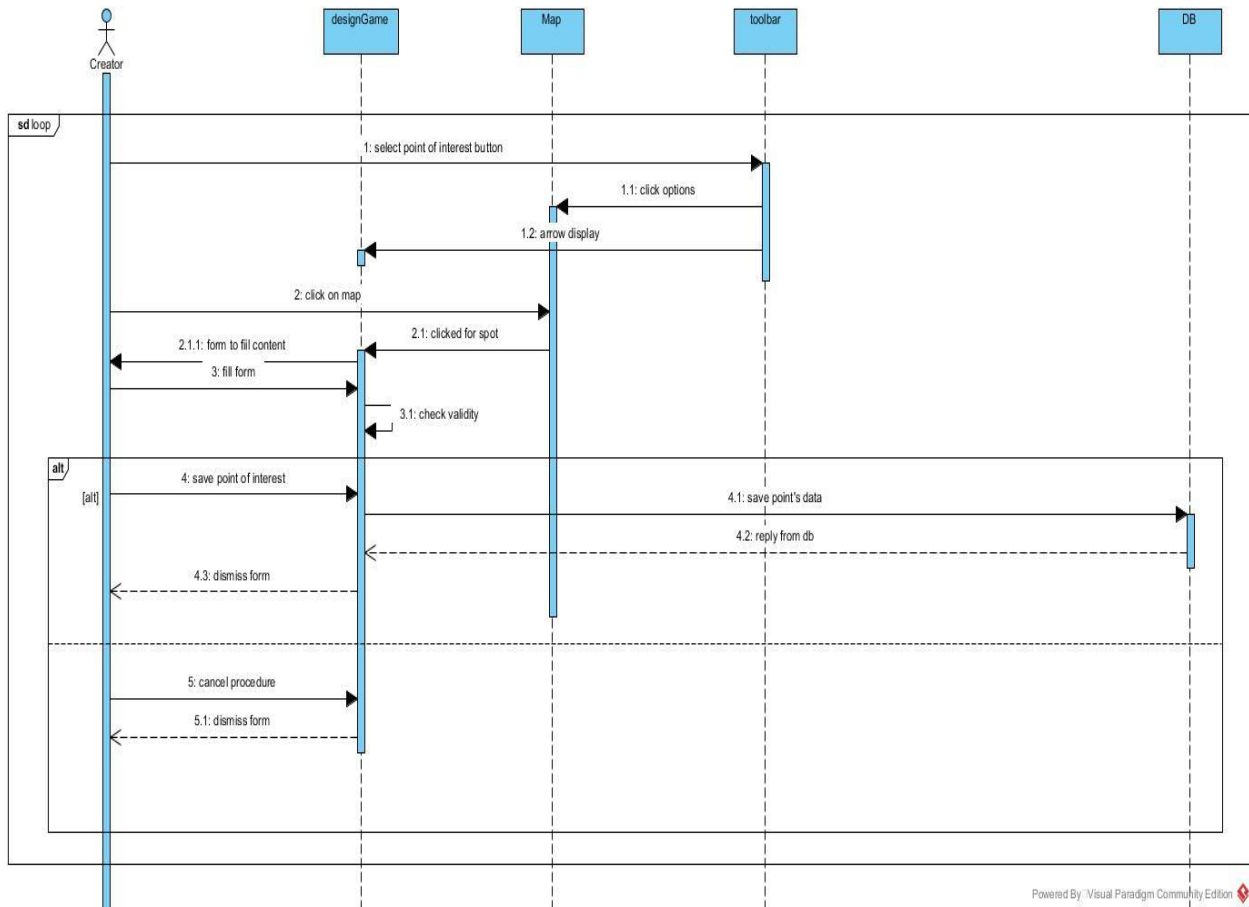 designGame
Map
toolbar
DB
Creator
sd loop
1: select point of interest button
1.1: click options
1.2: arrow display
2: click on map
2.1: clicked for spot
2.1.1: form to fiil content
3: fill form
3.1: check validity
alt
4: save point of interest
[alt]
4.1: save point's data
4.2: reply from db
4.3: dismiss form
5: cancel procedure
5.1: dismiss form
Powered By Visual Paradigm Community Edition